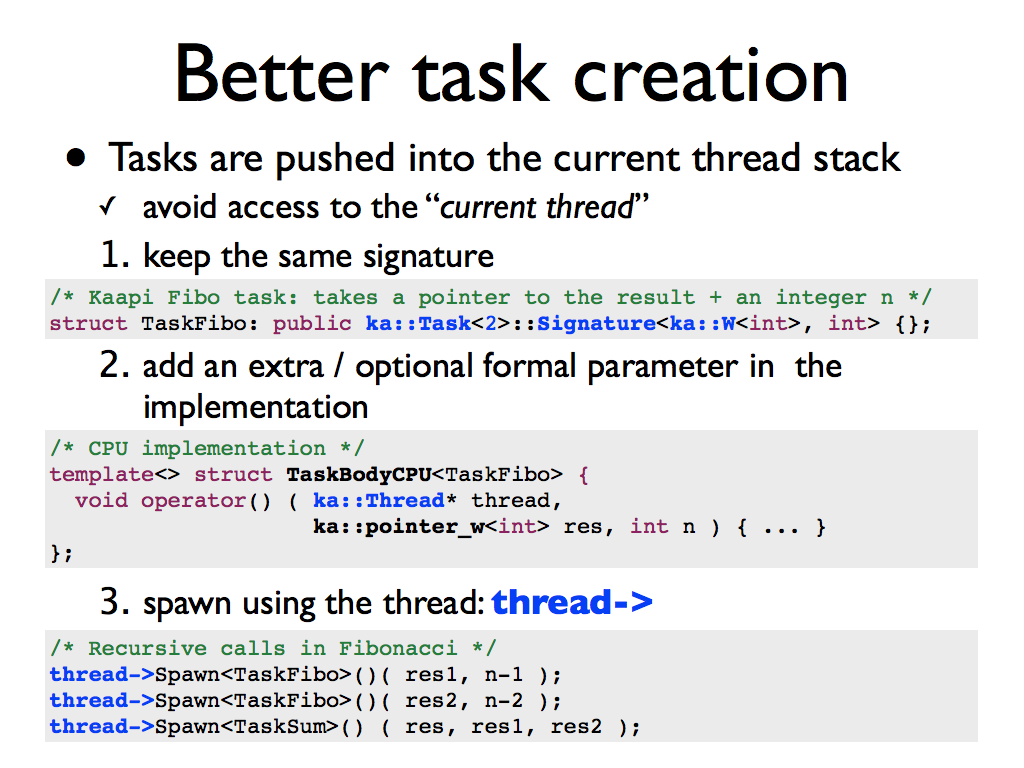 Better task creation
• Tasks are pushed into the current thread stack
✓ avoid access to the “current thread”
1. keep the same signature
/* Kaapi Fibo task: takes a pointer to the result + an integer n */
struct TaskFibo: public ka::Task<2>::Signature<ka::W<int>, int> {};
2. add an extra / optional formal parameter in  the
implementation
/* CPU implementation */
template<> struct TaskBodyCPU<TaskFibo> {
  void operator() ( ka::Thread* thread,
                    ka::pointer_w<int> res, int n ) { ... }
};
3. spawn using the thread: thread->
/* Recursive calls in Fibonacci */
thread->Spawn<TaskFibo>()( res1, n-1 );
thread->Spawn<TaskFibo>()( res2, n-2 );
thread->Spawn<TaskSum>() ( res, res1, res2 );